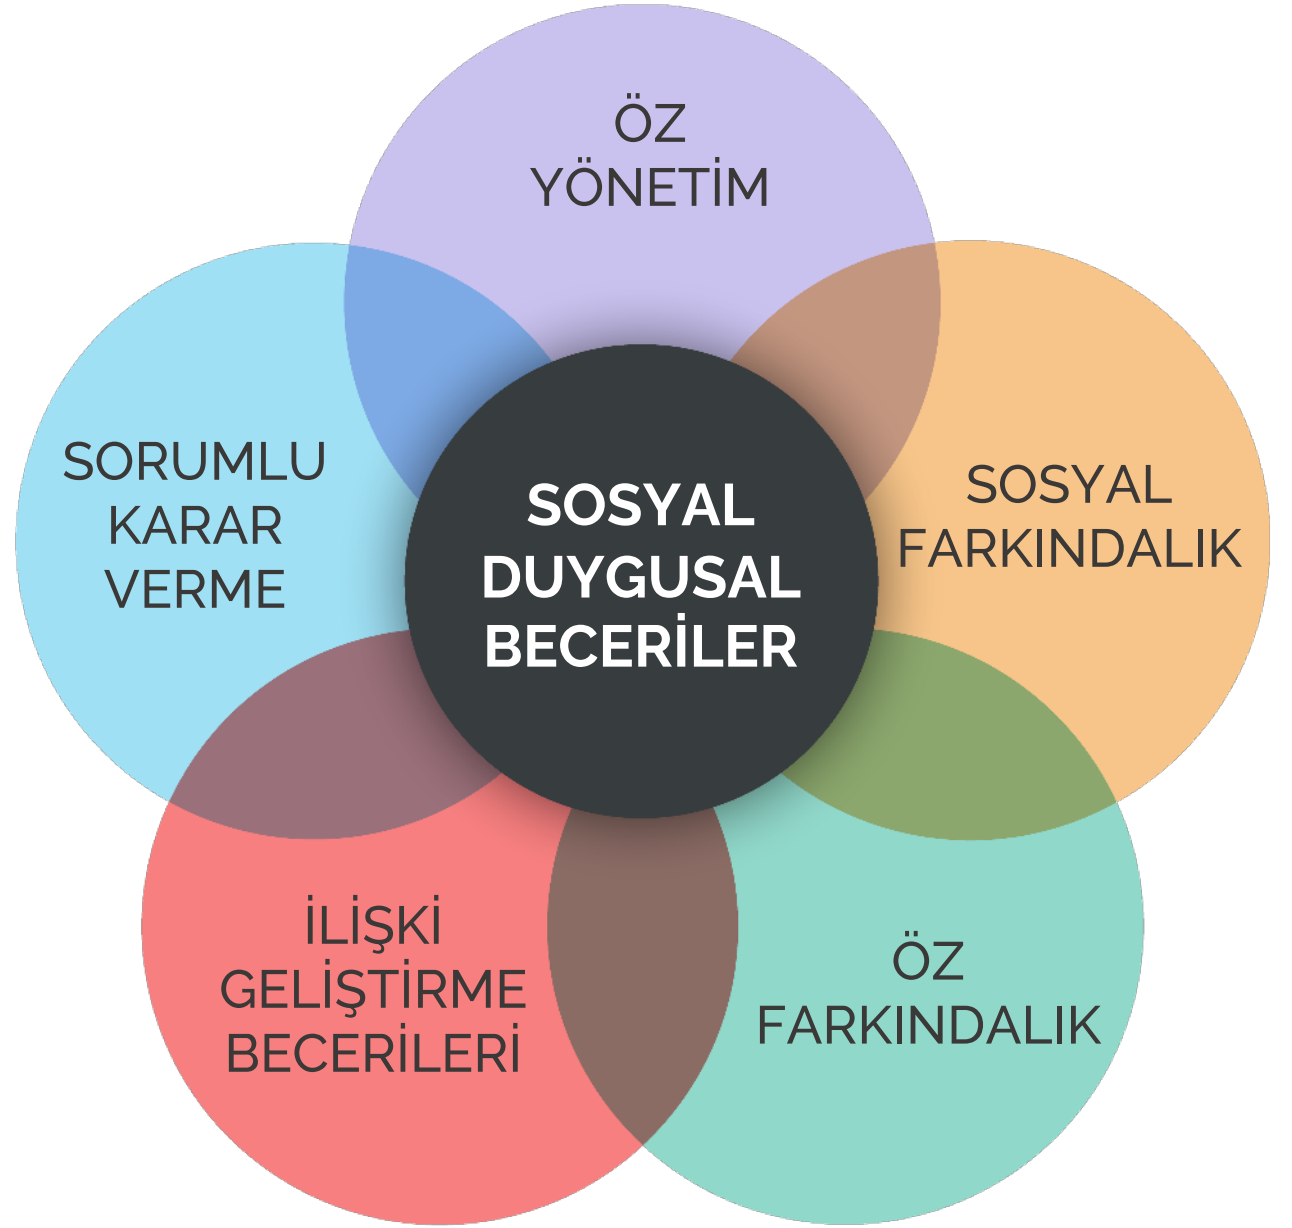 ÖZ
YÖNETİM
SORUMLU
KARAR
VERME
SOSYAL
DUYGUSAL
BECERİLER
SOSYAL
FARKINDALIK
İLİŞKİ
GELİŞTİRME
BECERİLERİ
ÖZ
FARKINDALIK